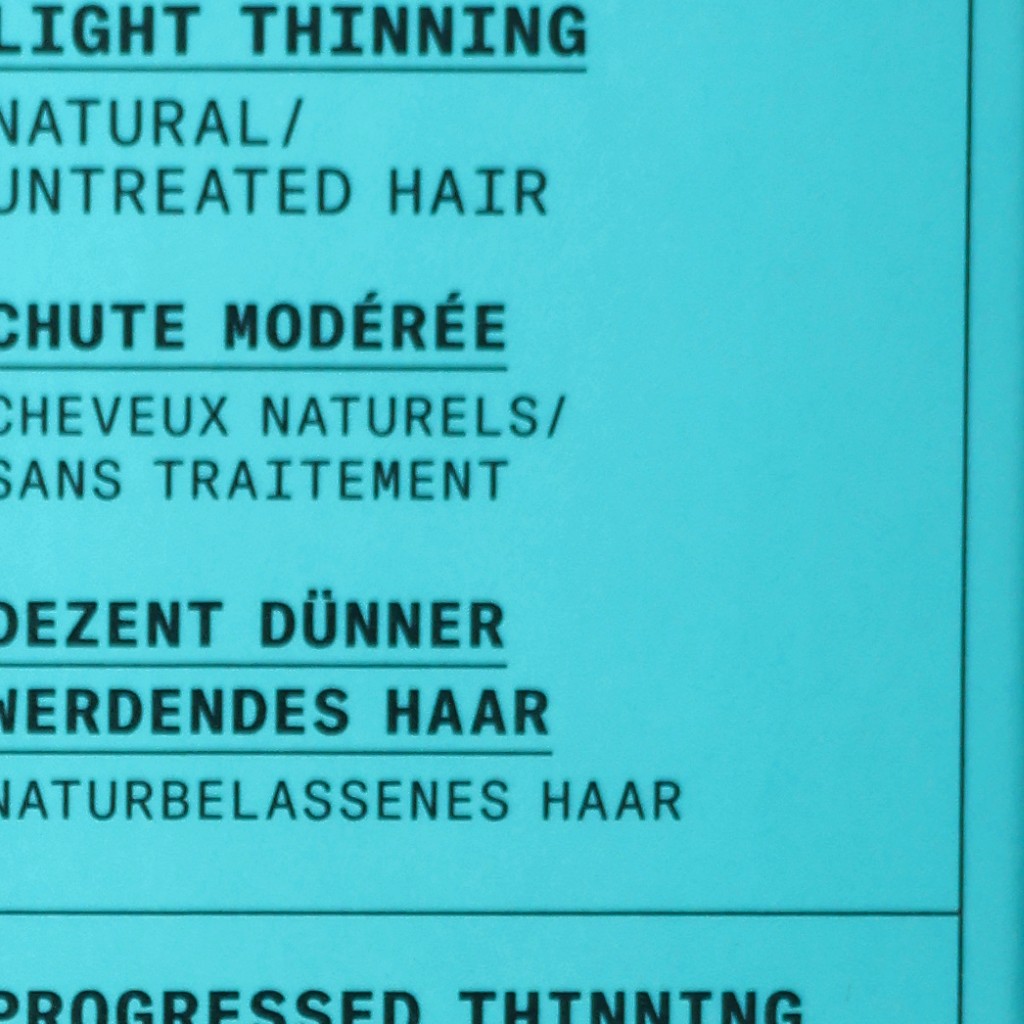 LIGHT THINNING
NATURAL/
UNTREATED HAIR
CHUTE MODÉRÉE
CHEVEUX NATURELS/
SANS TRAITEMENT
DEZENT DÜNNER
WERDENDES HAAR
NATURBELASSENES HAAR
PROGRESSED THINNING